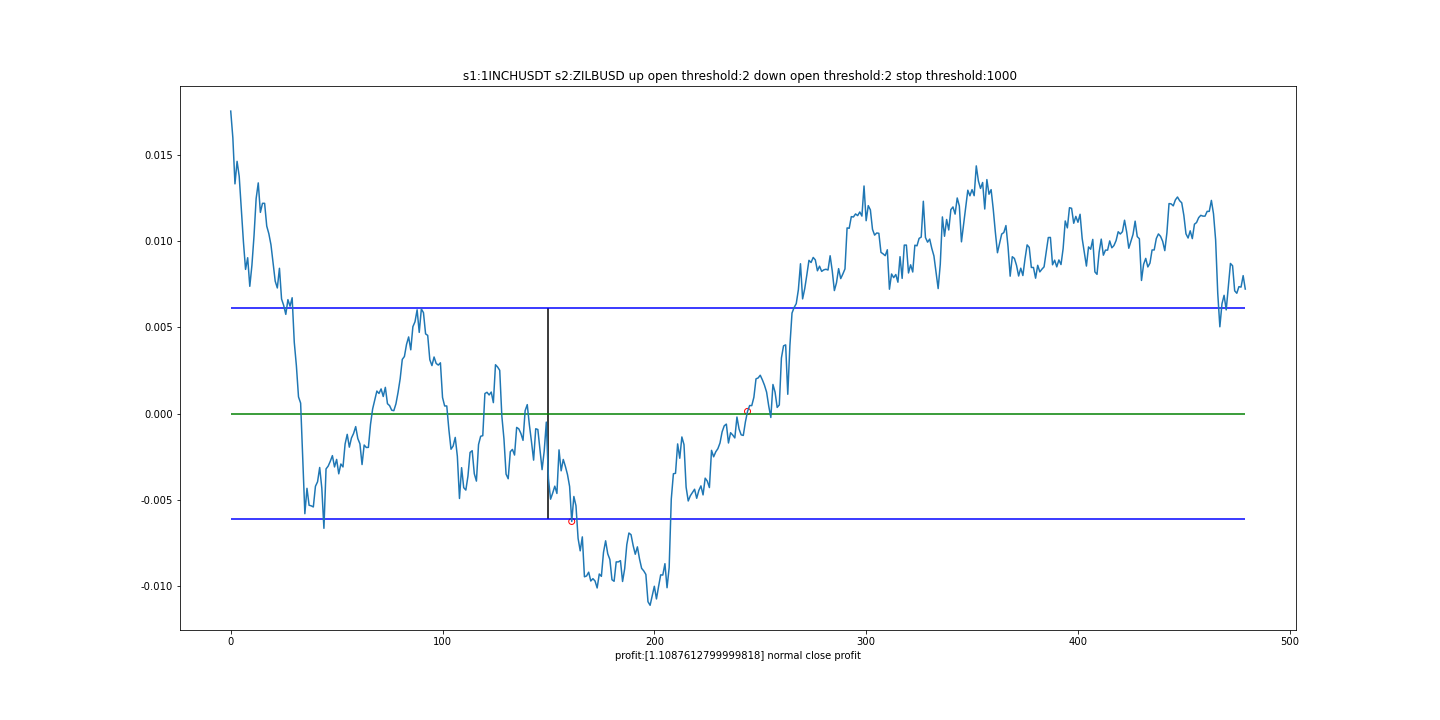 s1:1INCHUSDT s2:ZILBUSD up open threshold:2 down open threshold:2 stop threshold:1000
0.015
0.010
0.005
0.000
-0.005
-0.010
0 100 200 300 400 500
profit:[1.1087612799999818] normal close profit